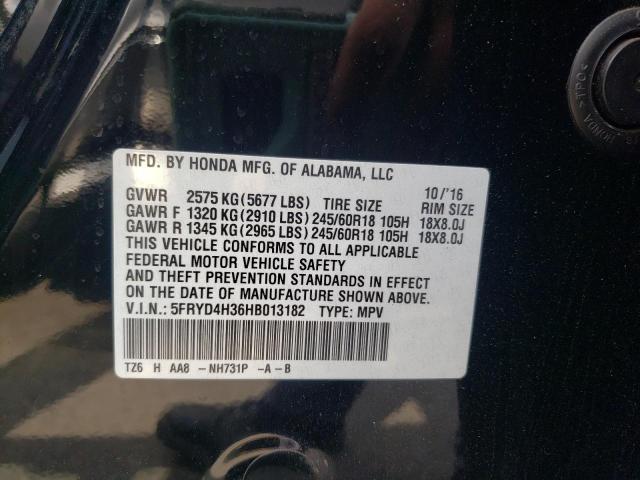 MFD. BY HONDA MFG. OF ALABAMA, LLC
10/'16
GVWR 2575 KG (5677 LBS) TIRE SIZE RIM SIZE
GAWR F 1320 KG (2910 LBS) 245/60R18 105H 18X8.0J
GAWR R 1345 KG (2965 LBS) 245/60R18 105H 18X8.0J
THIS VEHICLE CONFORMS TO ALL APPLICABLE
FEDERAL MOTOR VEHICLE SAFETY
AND THEFT PREVENTION STANDARDS IN EFFECT
ON THE DATE OF MANUFACTURE SHOWN ABOVE.
V.I.N.: 5FRYD4H36HB013182 TYPE: MPV
TZ6 H AA8 -NH731P -A-B
>TPO<
HONDA